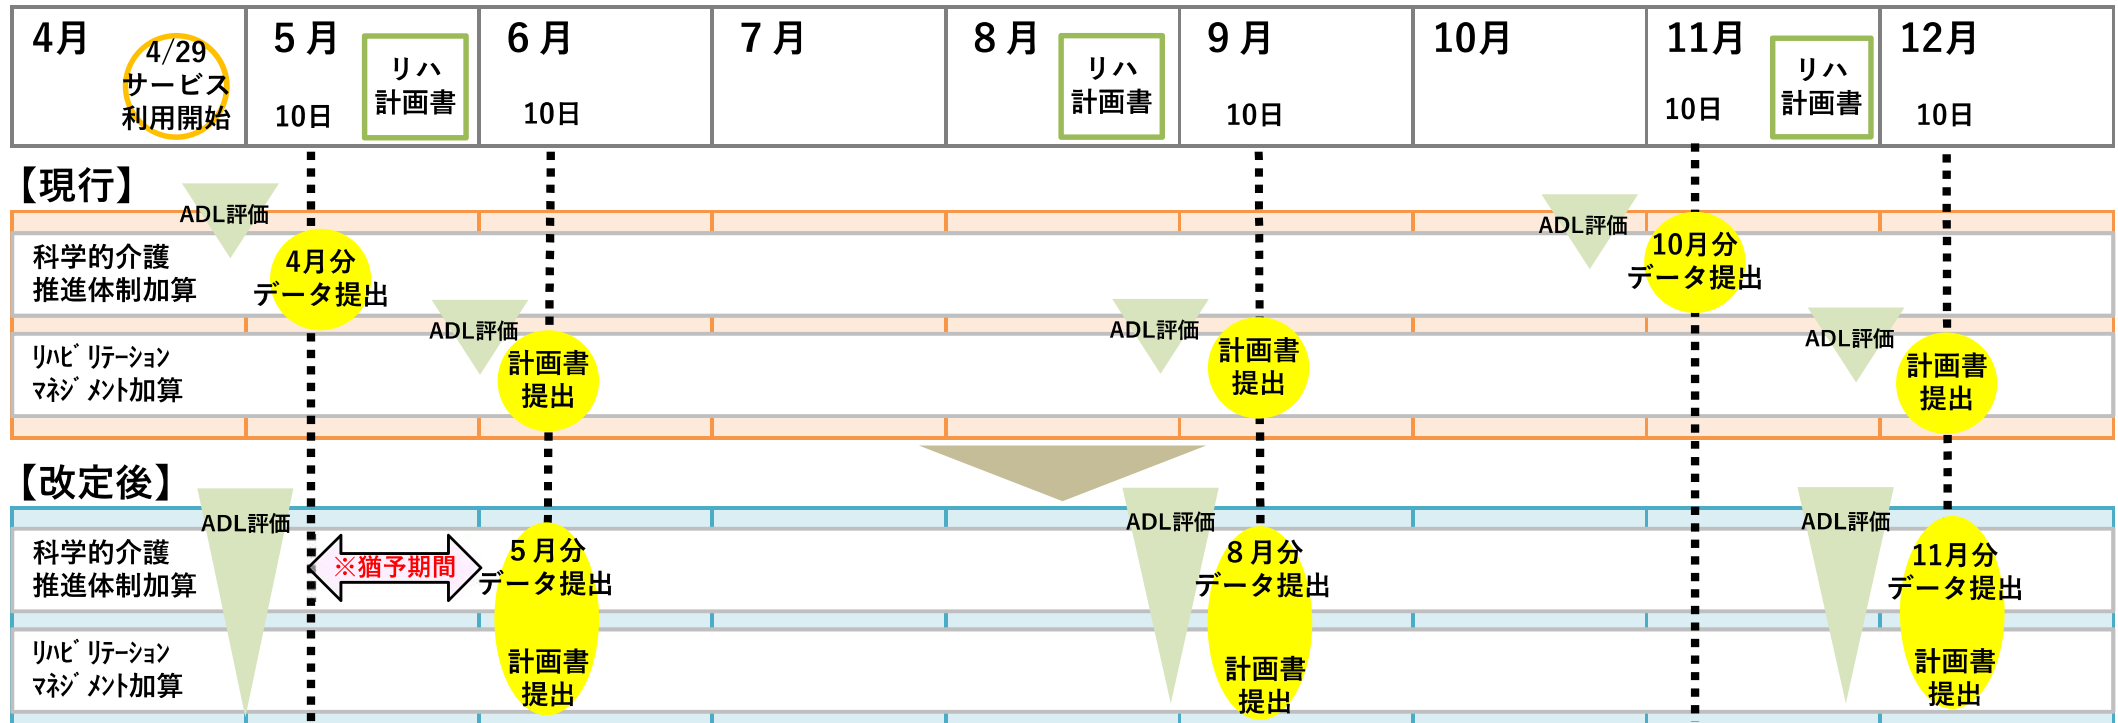 4月
4/29
サービス
利用開始
5月
10日
リハ
計画書
6月
10日
7月
8月
リハ
計画書
9月
10日
10月
11月
10日
リハ
計画書
12月
10日
【現行】
ADL評価
ADL評価
科学的介護
推進体制加算
4月分
データ提出
10月分
データ提出
ADL評価
ADL評価
ADL評価
ﾘﾊﾋﾞﾘﾃｰｼｮﾝ
ﾏﾈｼﾞﾒﾝﾄ加算
計画書
提出
計画書
提出
計画書
提出
【改定後】
ADL評価
ADL評価
ADL評価
科学的介護
推進体制加算
※猶予期間
5月分
データ提出
8月分
データ提出
11月分
データ提出
ﾘﾊﾋﾞﾘﾃｰｼｮﾝ
ﾏﾈｼﾞﾒﾝﾄ加算
計画書
提出
計画書
提出
計画書
提出